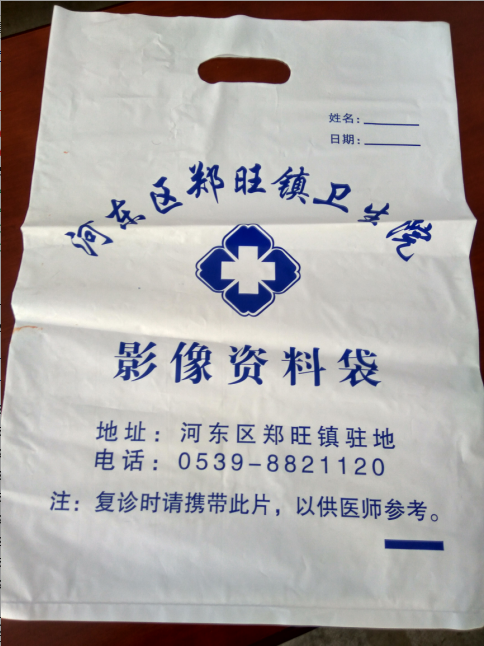 姓名:
日期:
河东区郑旺镇卫生院
影像资料袋
地址:河东区郑旺镇驻地
电话:0539-8821120
注:复诊时请携带此片,以供医师参考。